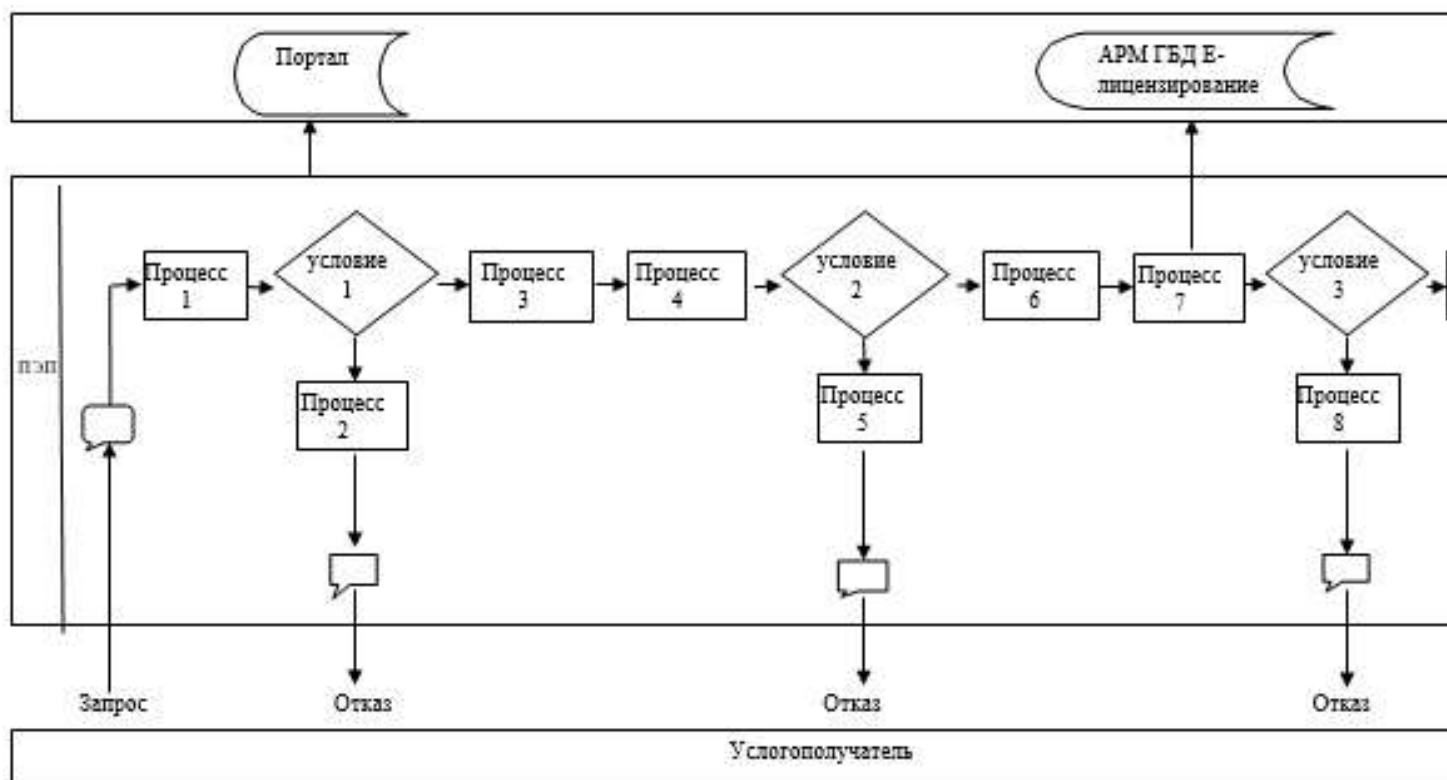 Портал
АРМ ГБД Е-
лицензирование
Процесс
1
условие
1
Процесс
3
Процесс
4
условие
2
Процесс
6
Процесс
7
условие
3
пэп
Процесс
2
Процесс
5
Процесс
8
Запрос
Отказ
Отказ
Отказ
Услогополучатель